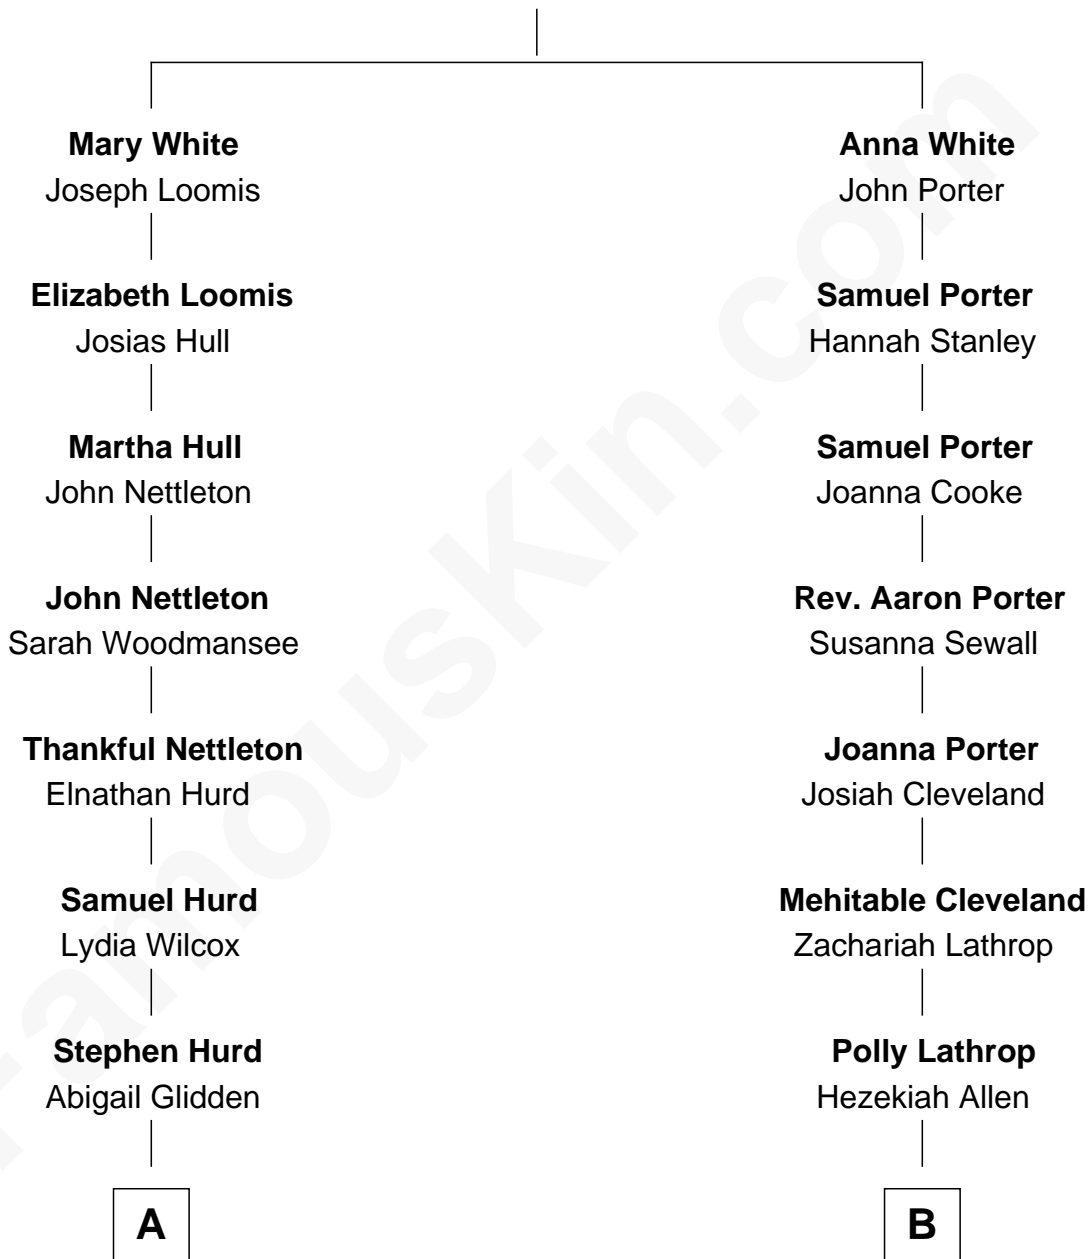 Mary White
Joseph Loomis
Elizabeth Loomis
Josias Hull
Martha Hull
John Nettleton
John Nettleton
Sarah Woodmansee
Thankful Nettleton
Elnathan Hurd
Samuel Hurd
Lydia Wilcox
Stephen Hurd
Abigail Glidden
A
Anna White
John Porter
Samuel Porter
Hannah Stanley
Samuel Porter
Joanna Cooke
Rev. Aaron Porter
Susanna Sewall
Joanna Porter
Josiah Cleveland
Mehitable Cleveland
Zachariah Lathrop
Polly Lathrop
Hezekiah Allen
B
FamousKin.com